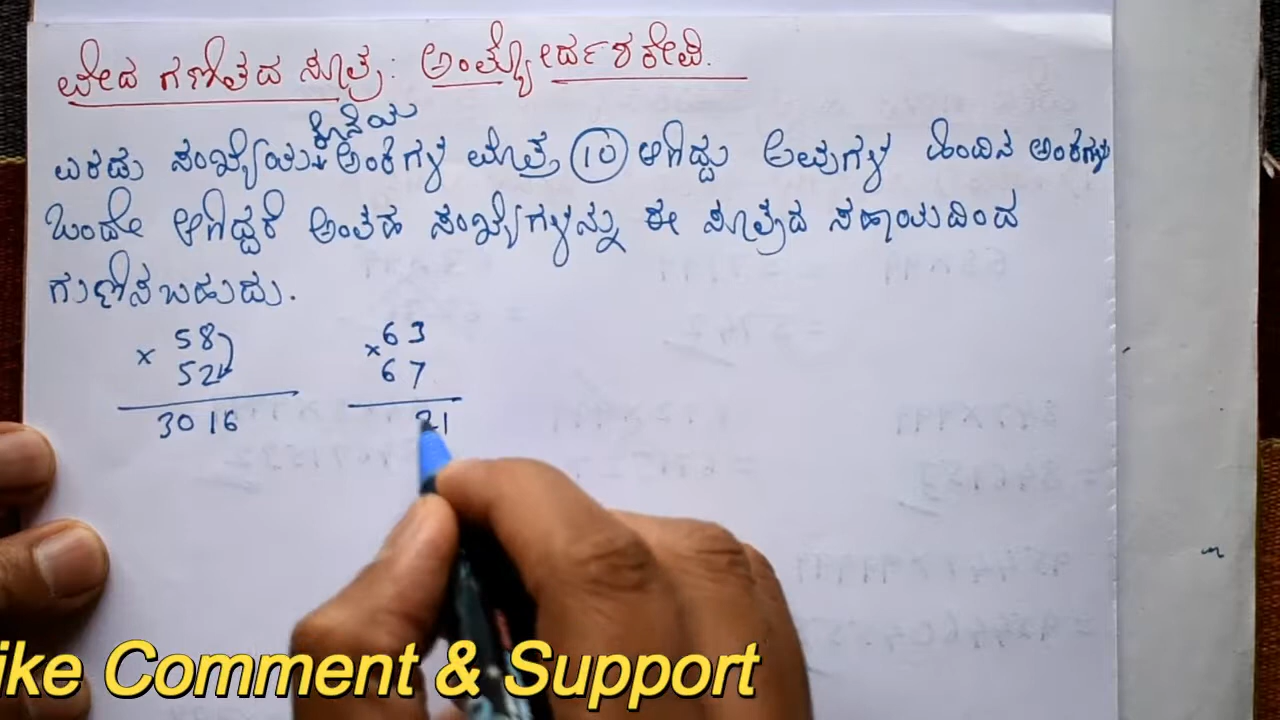 ವೇದ ಗಣಿತದ ಸೂತ್ರ: ಅಂತ್ಯೋರ್ದಶಕೇಪಿ.
ಎರಡು ಸಂಖ್ಯೆಯ ಕೊನೆಯ ಅಂಕಿಗಳ ಮೊತ್ರ 10 ಆಗಿದ್ದು ಅವುಗಳ ಹಿಂದಿನ ಅಂಕಿಗಳು
ಒಂದೇ ಆಗಿದ್ದರೆ ಅಂತಹ ಸಂಖ್ಯೆಗಳನ್ನು ಈ ಸೂತ್ರದ ಸಹಾಯದಿಂದ
ಗುಣಿಸಬಹುದು.
58 63
× 52 × 67
3016 21
ike Comment & Support